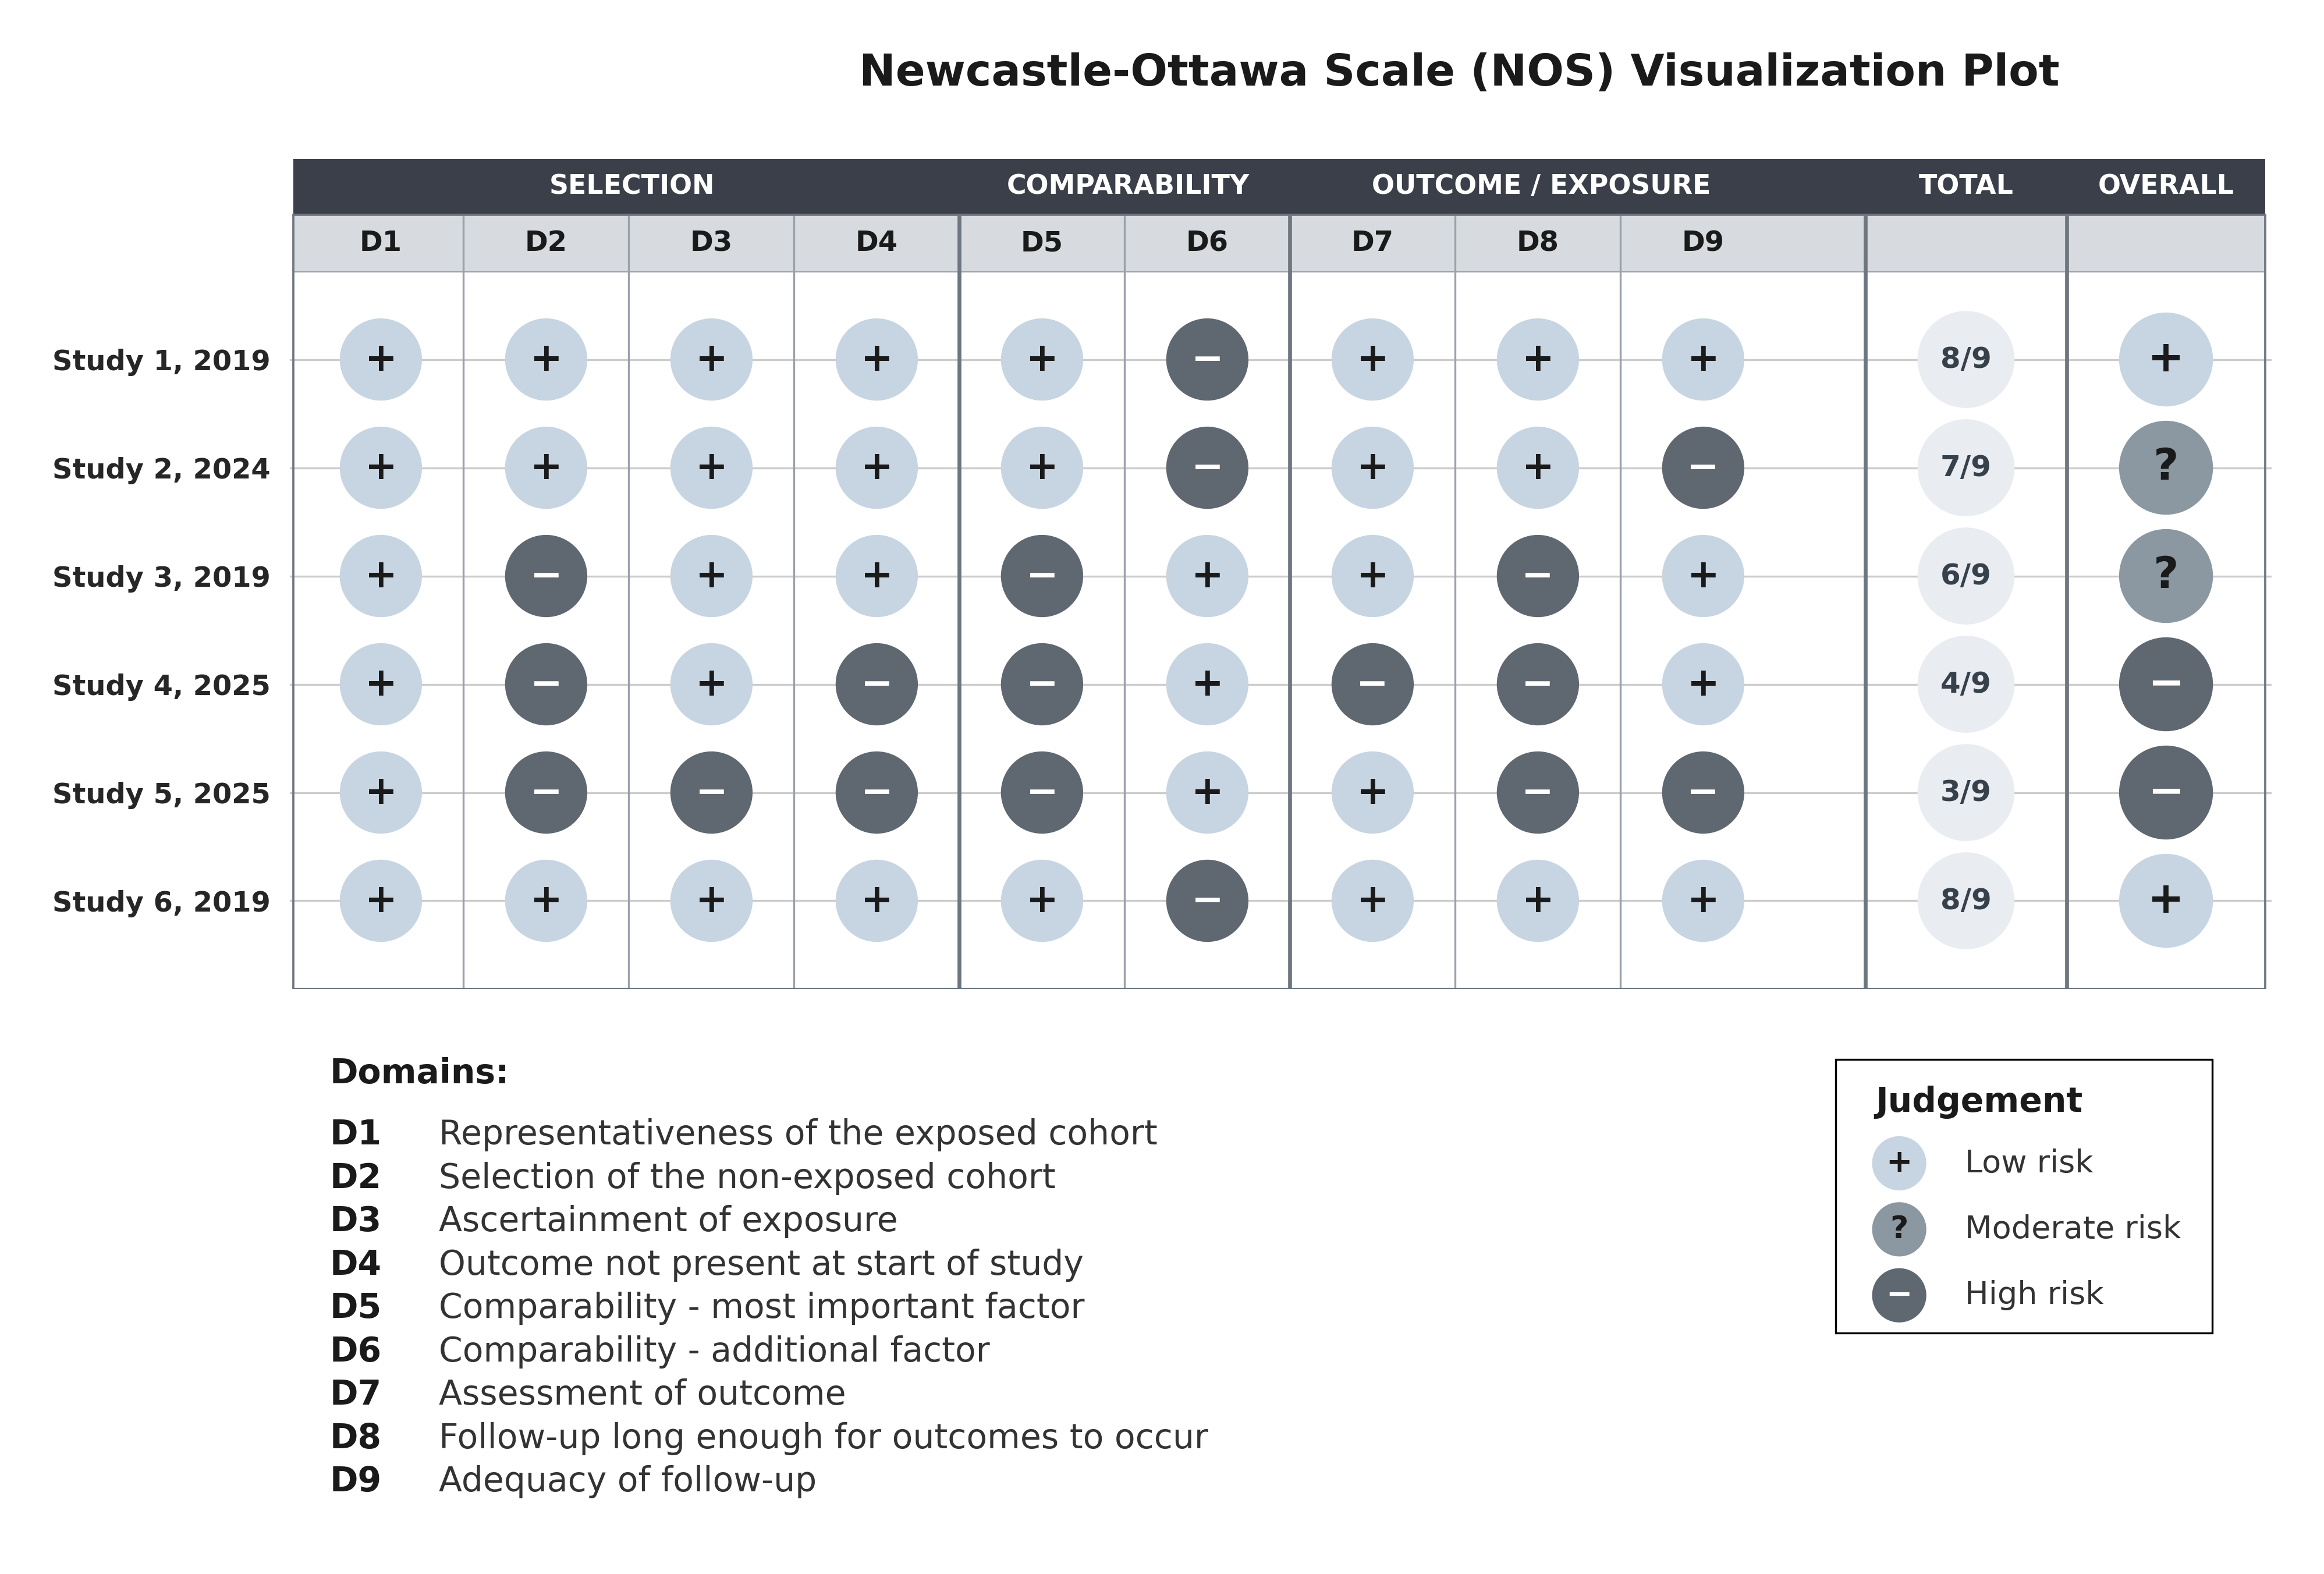 Newcastle-Ottawa Scale (NOS) Visualization Plot
SELECTION COMPARABILITY OUTCOME / EXPOSURE TOTAL OVERALL
D1 D2 D3 D4 D5 D6 D7 D8 D9
Study 1, 2019 + + + + + − + + + 8/9 +
Study 2, 2024 + + + + + − + + − 7/9 ?
Study 3, 2019 + − + + − + + − + 6/9 ?
Study 4, 2025 + − + − − + − − + 4/9 −
Study 5, 2025 + − − − − + + − − 3/9 −
Study 6, 2019 + + + + + − + + + 8/9 +
Domains:
D1 Representativeness of the exposed cohort
D2 Selection of the non-exposed cohort
D3 Ascertainment of exposure
D4 Outcome not present at start of study
D5 Comparability - most important factor
D6 Comparability - additional factor
D7 Assessment of outcome
D8 Follow-up long enough for outcomes to occur
D9 Adequacy of follow-up
Judgement
+ Low risk
? Moderate risk
− High risk